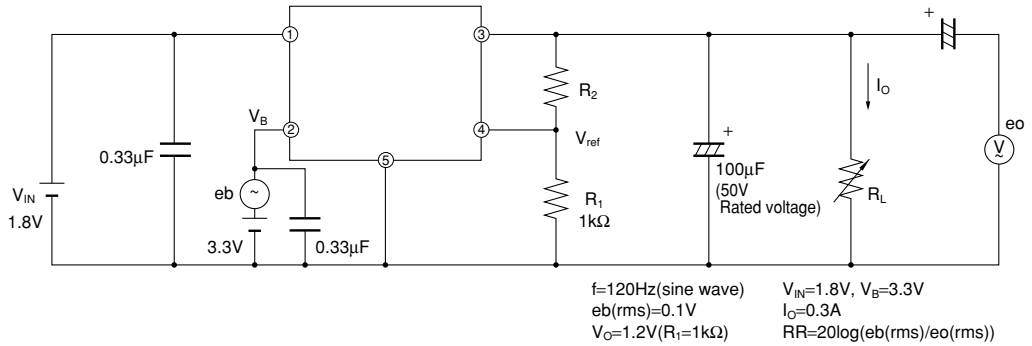 +
1
3
IO
R2
VB
2
4
Vref
eo
+
5
0.33μF
V
~
100μF
(50V
Rated voltage)
VIN
eb
~
R1
1kΩ
RL
1.8V
3.3V
0.33μF
f=120Hz(sine wave)
eb(rms)=0.1V
VO=1.2V(R1=1kΩ)
VIN=1.8V, VB=3.3V
IO=0.3A
RR=20log(eb(rms)/eo(rms))